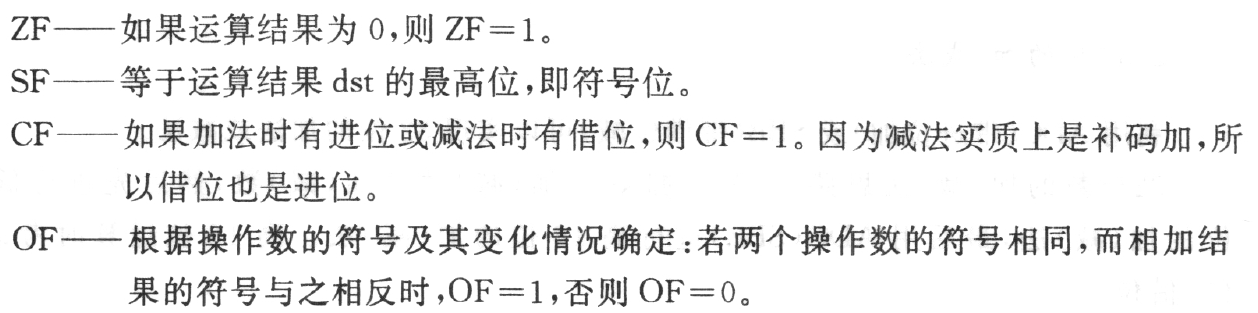 ZF——如果运算结果为 0,则 ZF=1。
SF——等于运算结果 dst 的最高位,即符号位。
CF——如果加法时有进位或减法时有借位,则 CF=1。因为减法实质上是补码加,所
以借位也是进位。
OF——根据操作数的符号及其变化情况确定:若两个操作数的符号相同,而相加结
果的符号与之相反时,OF=1,否则 OF=0。